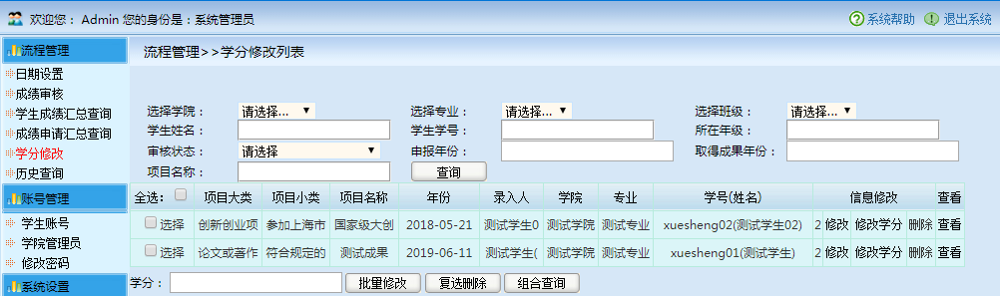 欢迎您： Admin 您的身份是：系统管理员
系统帮助 退出系统
流程管理
日期设置
成绩审核
学生成绩汇总查询
成绩申请汇总查询
学分修改
历史查询
账号管理
学生账号
学院管理员
修改密码
系统设置
流程管理>>学分修改列表
选择学院： 请选择... 选择专业： 请选择... 选择班级： 请选择...
学生姓名： 学生学号： 所在年级：
审核状态： 请选择 申报年份： 取得成果年份：
项目名称： 查询
全选： 项目大类 项目小类 项目名称 年份 录入人 学院 专业 学号(姓名) 信息修改 查看
选择 创新创业项 参加上海市 国家级大创 2018-05-21 测试学生0 测试学院 测试专业 xuesheng02(测试学生02) 2 修改 修改学分 删除 查看
选择 论文或著作 符合规定的 测试成果 2019-06-11 测试学生( 测试学院 测试专业 xuesheng01(测试学生) 2 修改 修改学分 删除 查看
学分： 批量修改 复选删除 组合查询